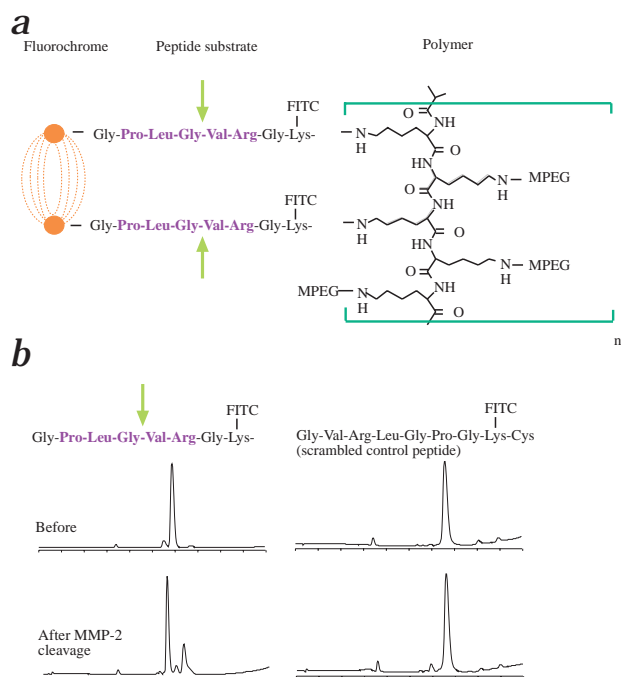 a
Fluorochrome Peptide substrate Polymer
FITC
Gly-Pro-Leu-Gly-Val-Arg-Gly-Lys-
FITC
Gly-Pro-Leu-Gly-Val-Arg-Gly-Lys-
O
NH
N
H
O
HN
O
N
H
MPEG
NH
N
H
O
HN
O
N
H
MPEG
O
NH
MPEG
N
H
O
n
b
FITC
Gly-Pro-Leu-Gly-Val-Arg-Gly-Lys-
FITC
Gly-Val-Arg-Leu-Gly-Pro-Gly-Lys-Cys
(scrambled control peptide)
Before
After MMP-2
cleavage